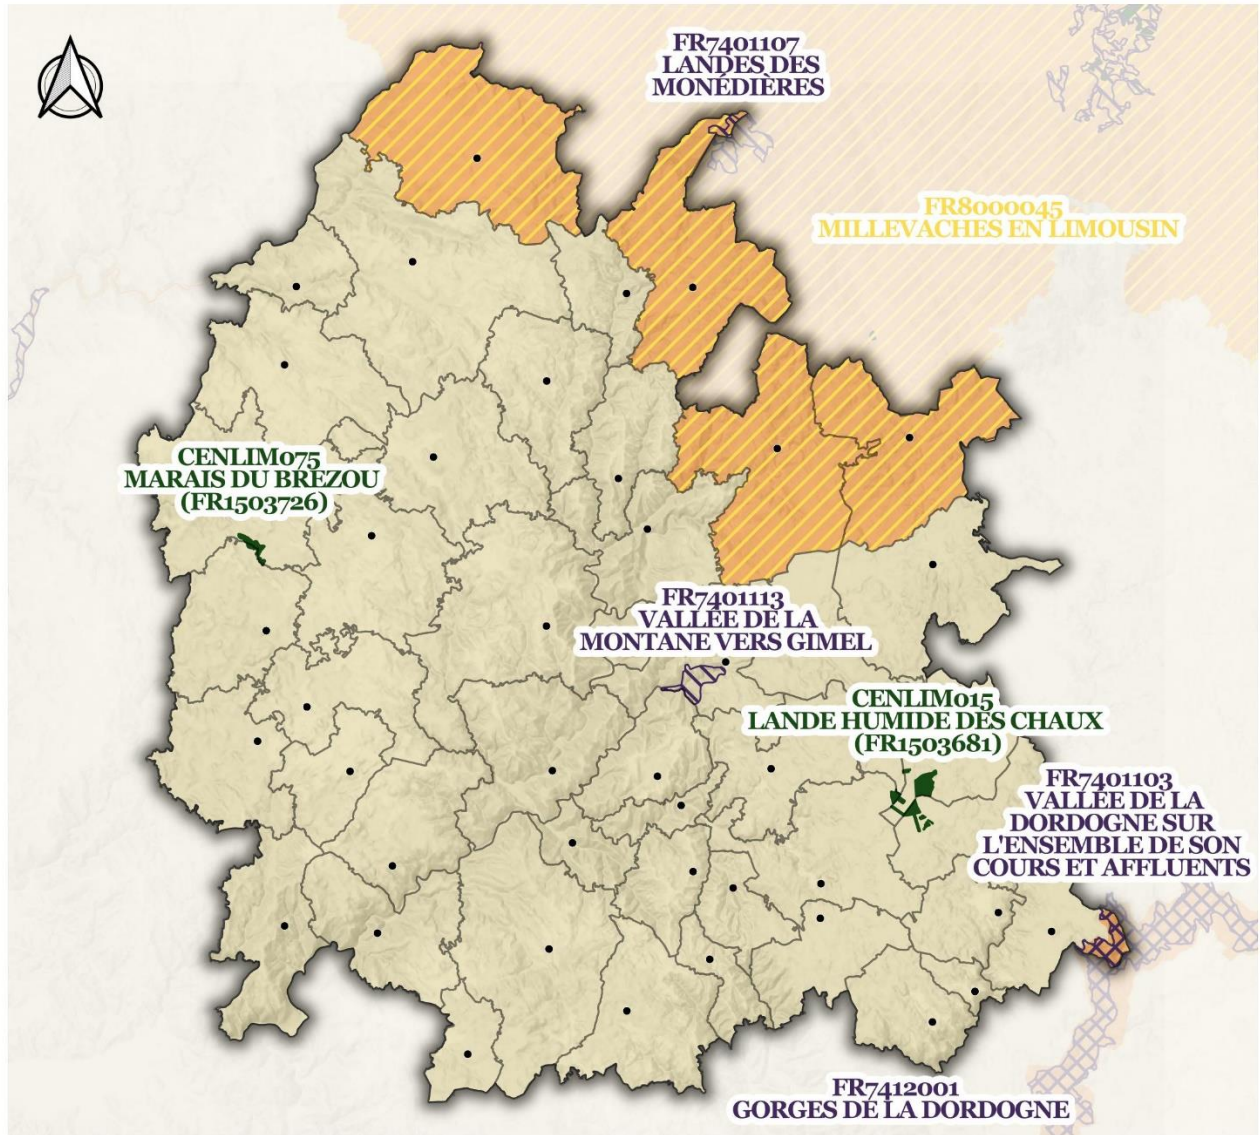 FR7401107
LANDES DES
MONÉDIÈRES
FR8000045
MILLEVACHES EN LIMOUSIN
CENLIM075
MARAIS DU BREZOU
(FR1503726)
FR7401113
VALLÉE DE LA
MONTANE VERS GIMEL
CENLIM015
LANDE HUMIDE DES CHAUX
(FR1503681)
FR7401103
VALLÉE DE LA
DORDOGNE SUR
L'ENSEMBLE DE SON
COURS ET AFFLUENTS
FR7412001
GORGES DE LA DORDOGNE